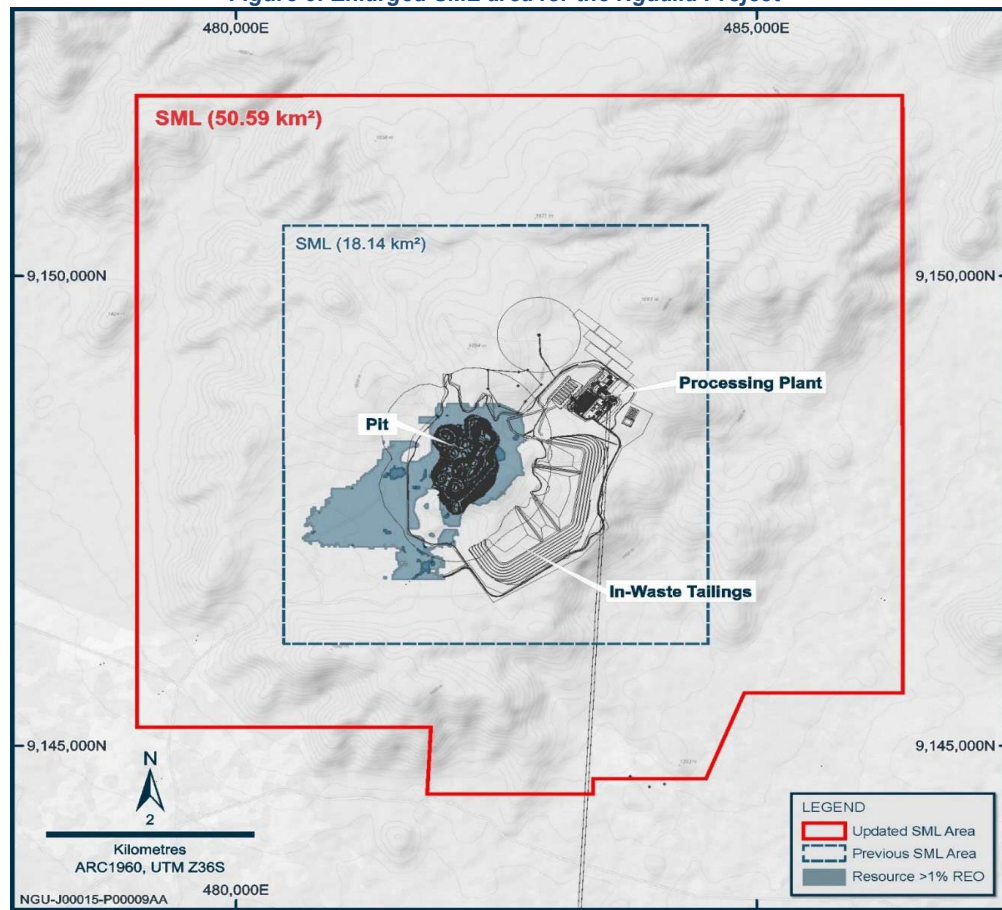 480,000E
485,000E
SML (50.59 km²)
SML (18.14 km²)
9,150,000N
9,150,000N
Processing Plant
Pit
In-Waste Tailings
9,145,000N
9,145,000N
N
2
Kilometres
ARC1960, UTM Z36S
480,000E
NGU-J00015-P00009AA
LEGEND
Updated SML Area
Previous SML Area
Resource >1% REO